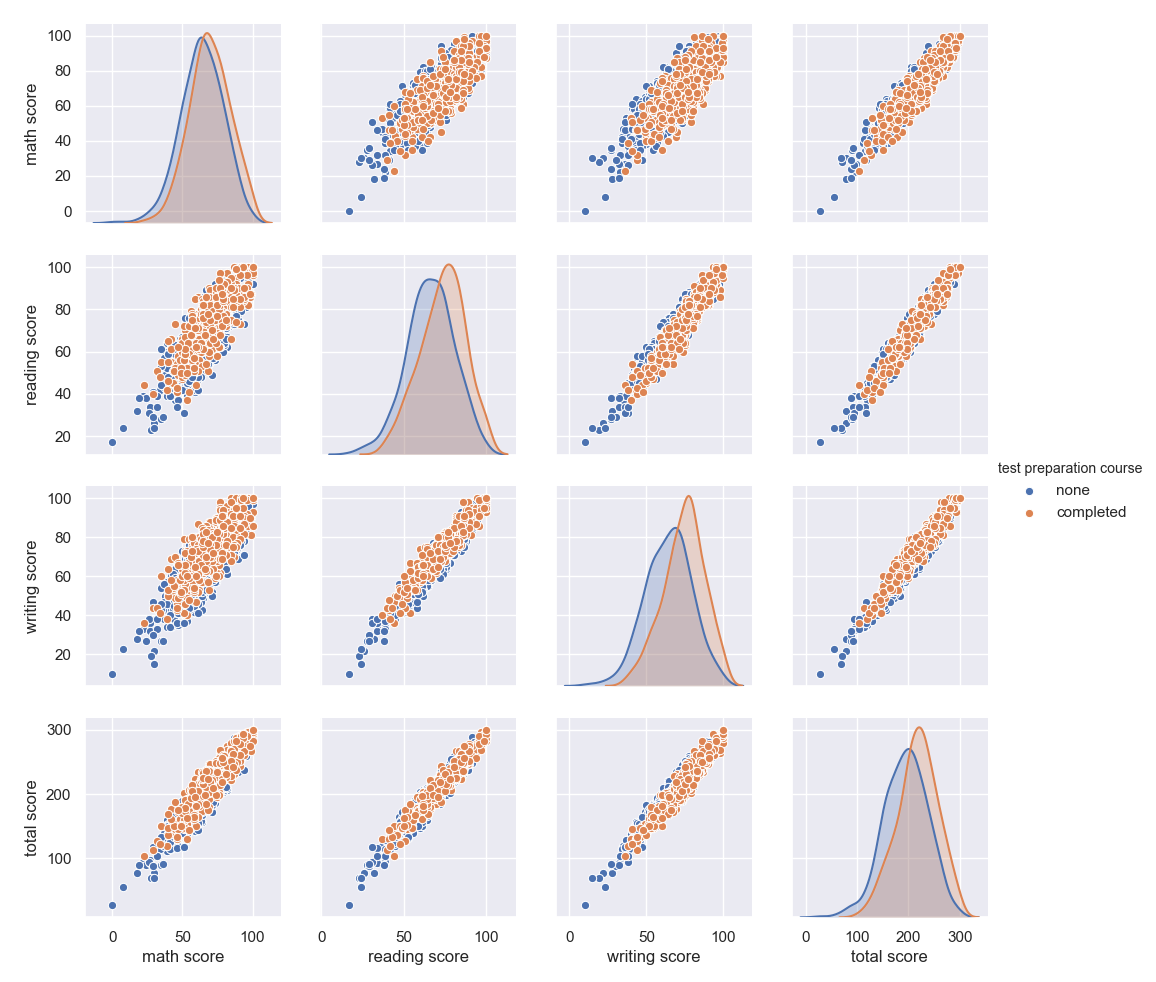 100
80
60
40
20
0
math score
100
80
60
40
20
reading score
test preparation course
none
completed
100
80
60
40
20
writing score
300
200
100
total score
0 50 100
0 50 100
0 50 100
0 100 200 300
math score
reading score
writing score
total score